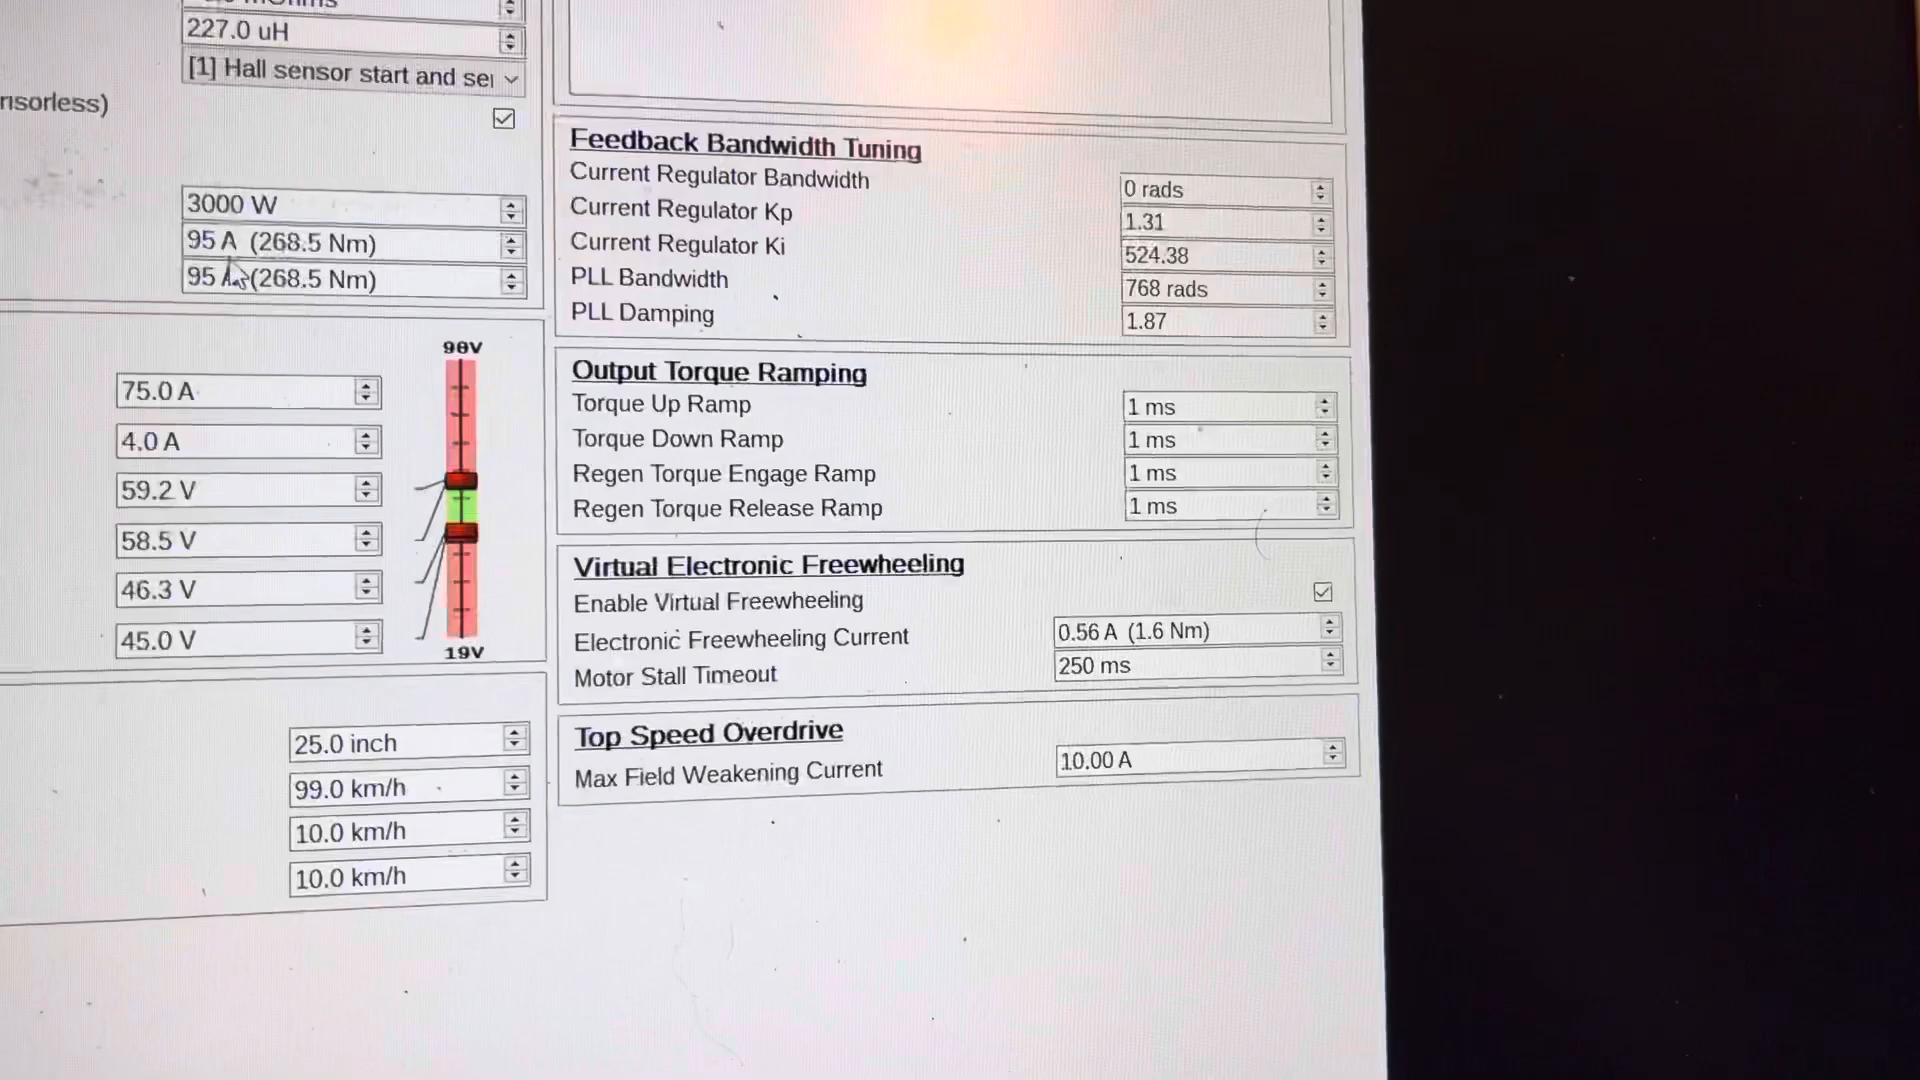 227.0 uH
[1] Hall sensor start and se
nsorless)
3000 W
95 A (268.5 Nm)
95 A (268.5 Nm)
98V
75.0 A
4.0 A
59.2 V
58.5 V
46.3 V
45.0 V
19V
25.0 inch
99.0 km/h
10.0 km/h
10.0 km/h
Feedback Bandwidth Tuning
Current Regulator Bandwidth 0 rads
Current Regulator Kp 1.31
Current Regulator Ki 524.38
PLL Bandwidth 768 rads
PLL Damping 1.87
Output Torque Ramping
Torque Up Ramp 1 ms
Torque Down Ramp 1 ms
Regen Torque Engage Ramp 1 ms
Regen Torque Release Ramp 1 ms
Virtual Electronic Freewheeling
Enable Virtual Freewheeling
Electronic Freewheeling Current 0.56 A (1.6 Nm)
Motor Stall Timeout 250 ms
Top Speed Overdrive
Max Field Weakening Current 10.00 A